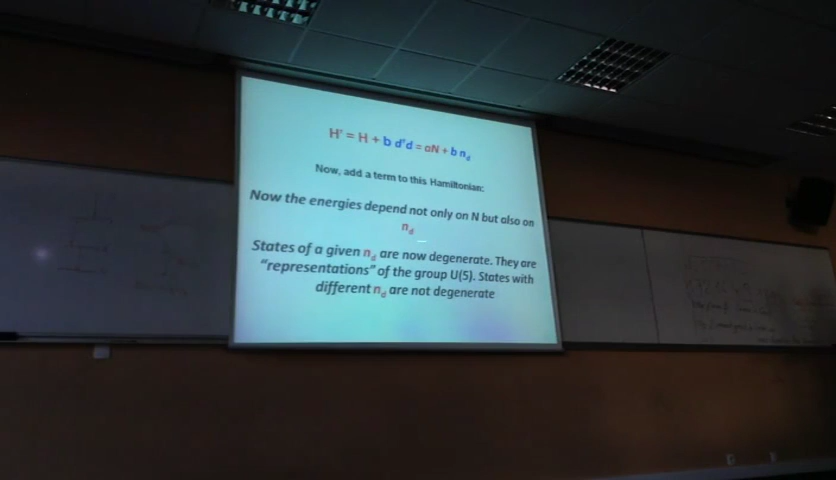 H' = H + b d†d = aN + b n_d
Now, add a term to this Hamiltonian:
Now the energies depend not only on N but also on
n_d
States of a given n_d are now degenerate. They are
"representations" of the group U(5). States with
different n_d are not degenerate